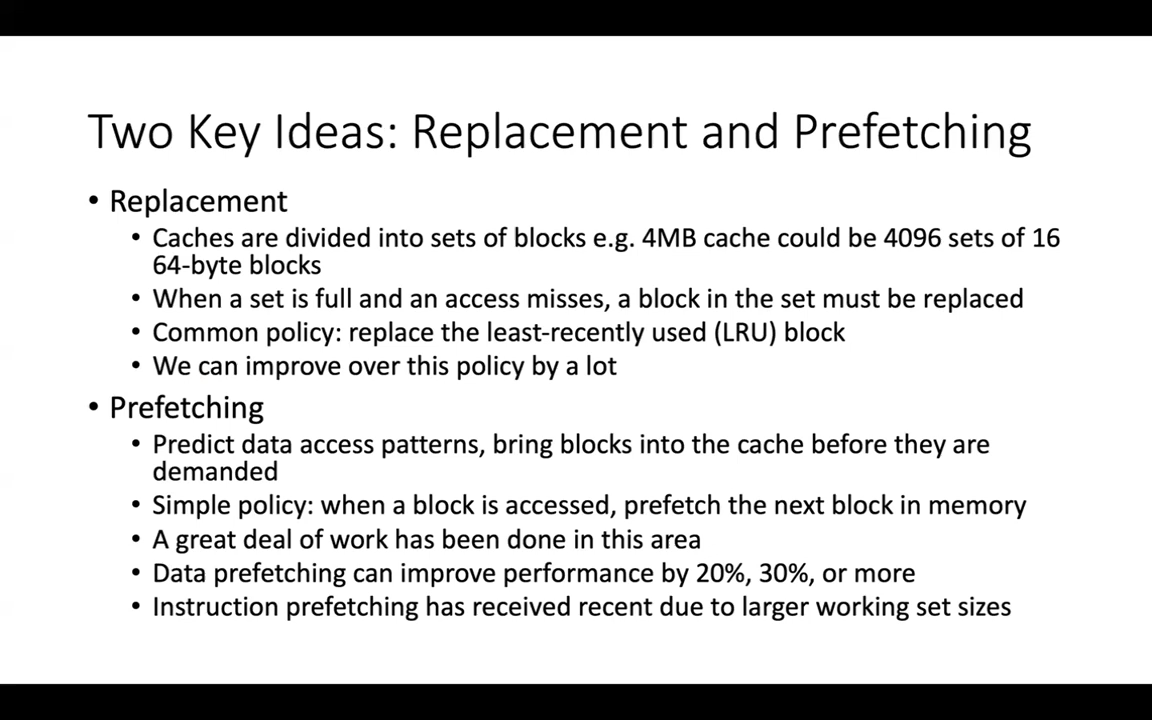 Two Key Ideas: Replacement and Prefetching
• Replacement
• Caches are divided into sets of blocks e.g. 4MB cache could be 4096 sets of 16
64-byte blocks
• When a set is full and an access misses, a block in the set must be replaced
• Common policy: replace the least-recently used (LRU) block
• We can improve over this policy by a lot
• Prefetching
• Predict data access patterns, bring blocks into the cache before they are
demanded
• Simple policy: when a block is accessed, prefetch the next block in memory
• A great deal of work has been done in this area
• Data prefetching can improve performance by 20%, 30%, or more
• Instruction prefetching has received recent due to larger working set sizes